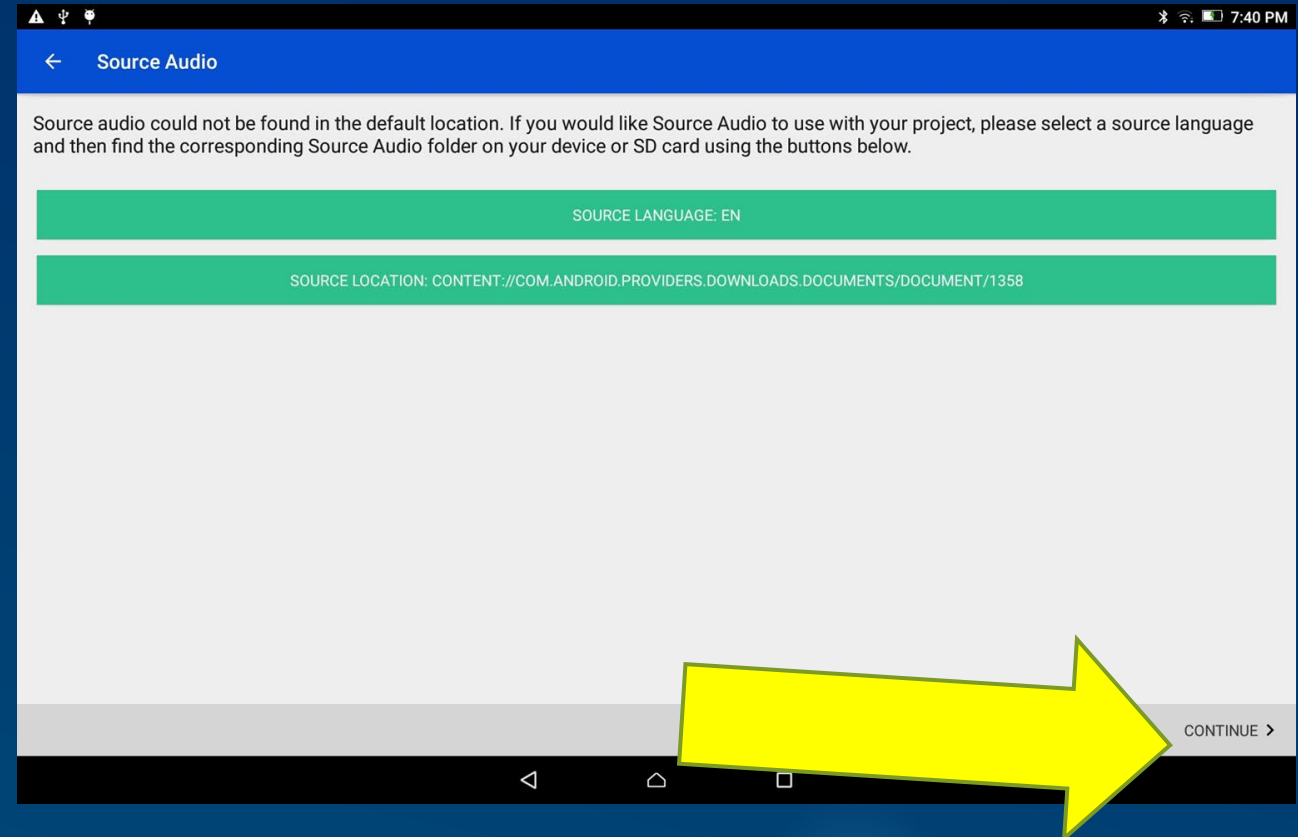 7:40 PM
Source Audio
Source audio could not be found in the default location. If you would like Source Audio to use with your project, please select a source language
and then find the corresponding Source Audio folder on your device or SD card using the buttons below.
SOURCE LANGUAGE: EN
SOURCE LOCATION: CONTENT://COM.ANDROID.PROVIDERS.DOWNLOADS.DOCUMENTS/DOCUMENT/1358
CONTINUE